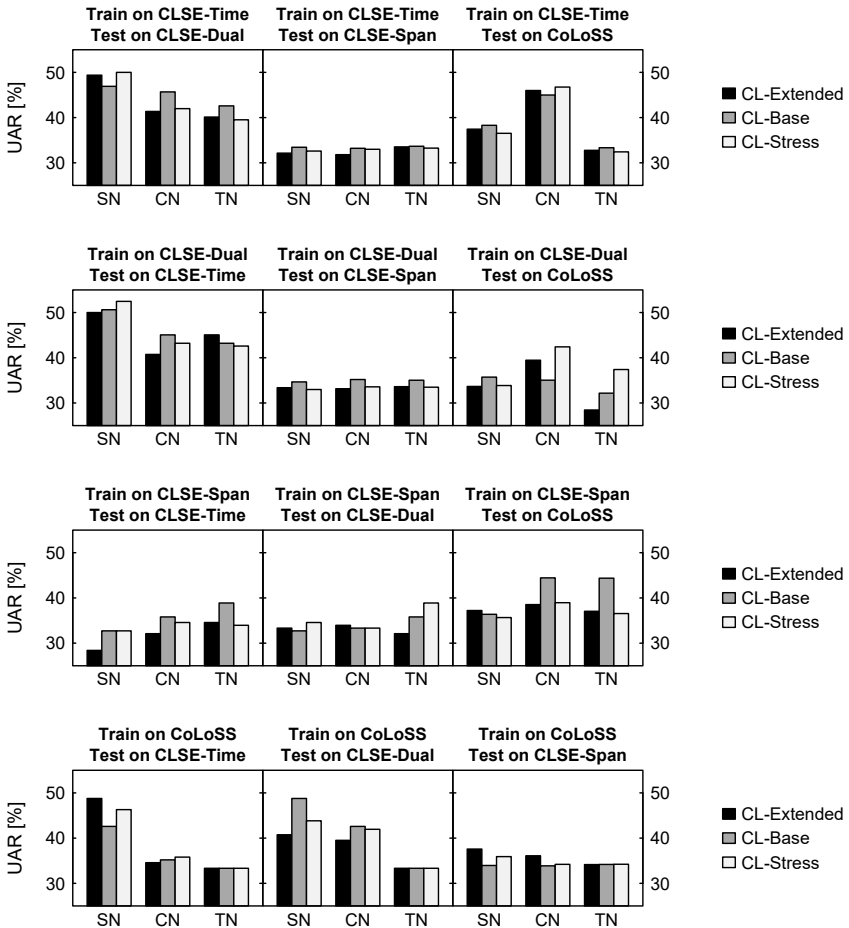 Train on CLSE-Time
Test on CLSE-Dual
Train on CLSE-Time
Test on CLSE-Span
Train on CLSE-Time
Test on CoLoSS
UAR [%]
50
40
30
50
40
30
SN CN TN
SN CN TN
SN CN TN
CL-Extended
CL-Base
CL-Stress
Train on CLSE-Dual
Test on CLSE-Time
Train on CLSE-Dual
Test on CLSE-Span
Train on CLSE-Dual
Test on CoLoSS
UAR [%]
50
40
30
50
40
30
SN CN TN
SN CN TN
SN CN TN
CL-Extended
CL-Base
CL-Stress
Train on CLSE-Span
Test on CLSE-Time
Train on CLSE-Span
Test on CLSE-Dual
Train on CLSE-Span
Test on CoLoSS
UAR [%]
50
40
30
50
40
30
SN CN TN
SN CN TN
SN CN TN
CL-Extended
CL-Base
CL-Stress
Train on CoLoSS
Test on CLSE-Time
Train on CoLoSS
Test on CLSE-Dual
Train on CoLoSS
Test on CLSE-Span
UAR [%]
50
40
30
50
40
30
SN CN TN
SN CN TN
SN CN TN
CL-Extended
CL-Base
CL-Stress